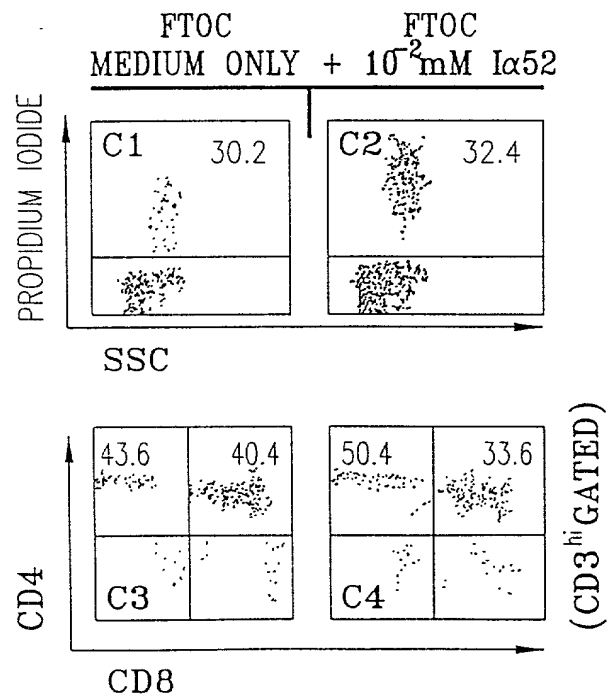 FTOC FTOC
MEDIUM ONLY + 10⁻²mM Iα52
PROPIDIUM IODIDE
C1 30.2
C2 32.4
SSC
CD4
43.6 40.4
C3
50.4 33.6
C4
(CD3ʰⁱ GATED)
CD8